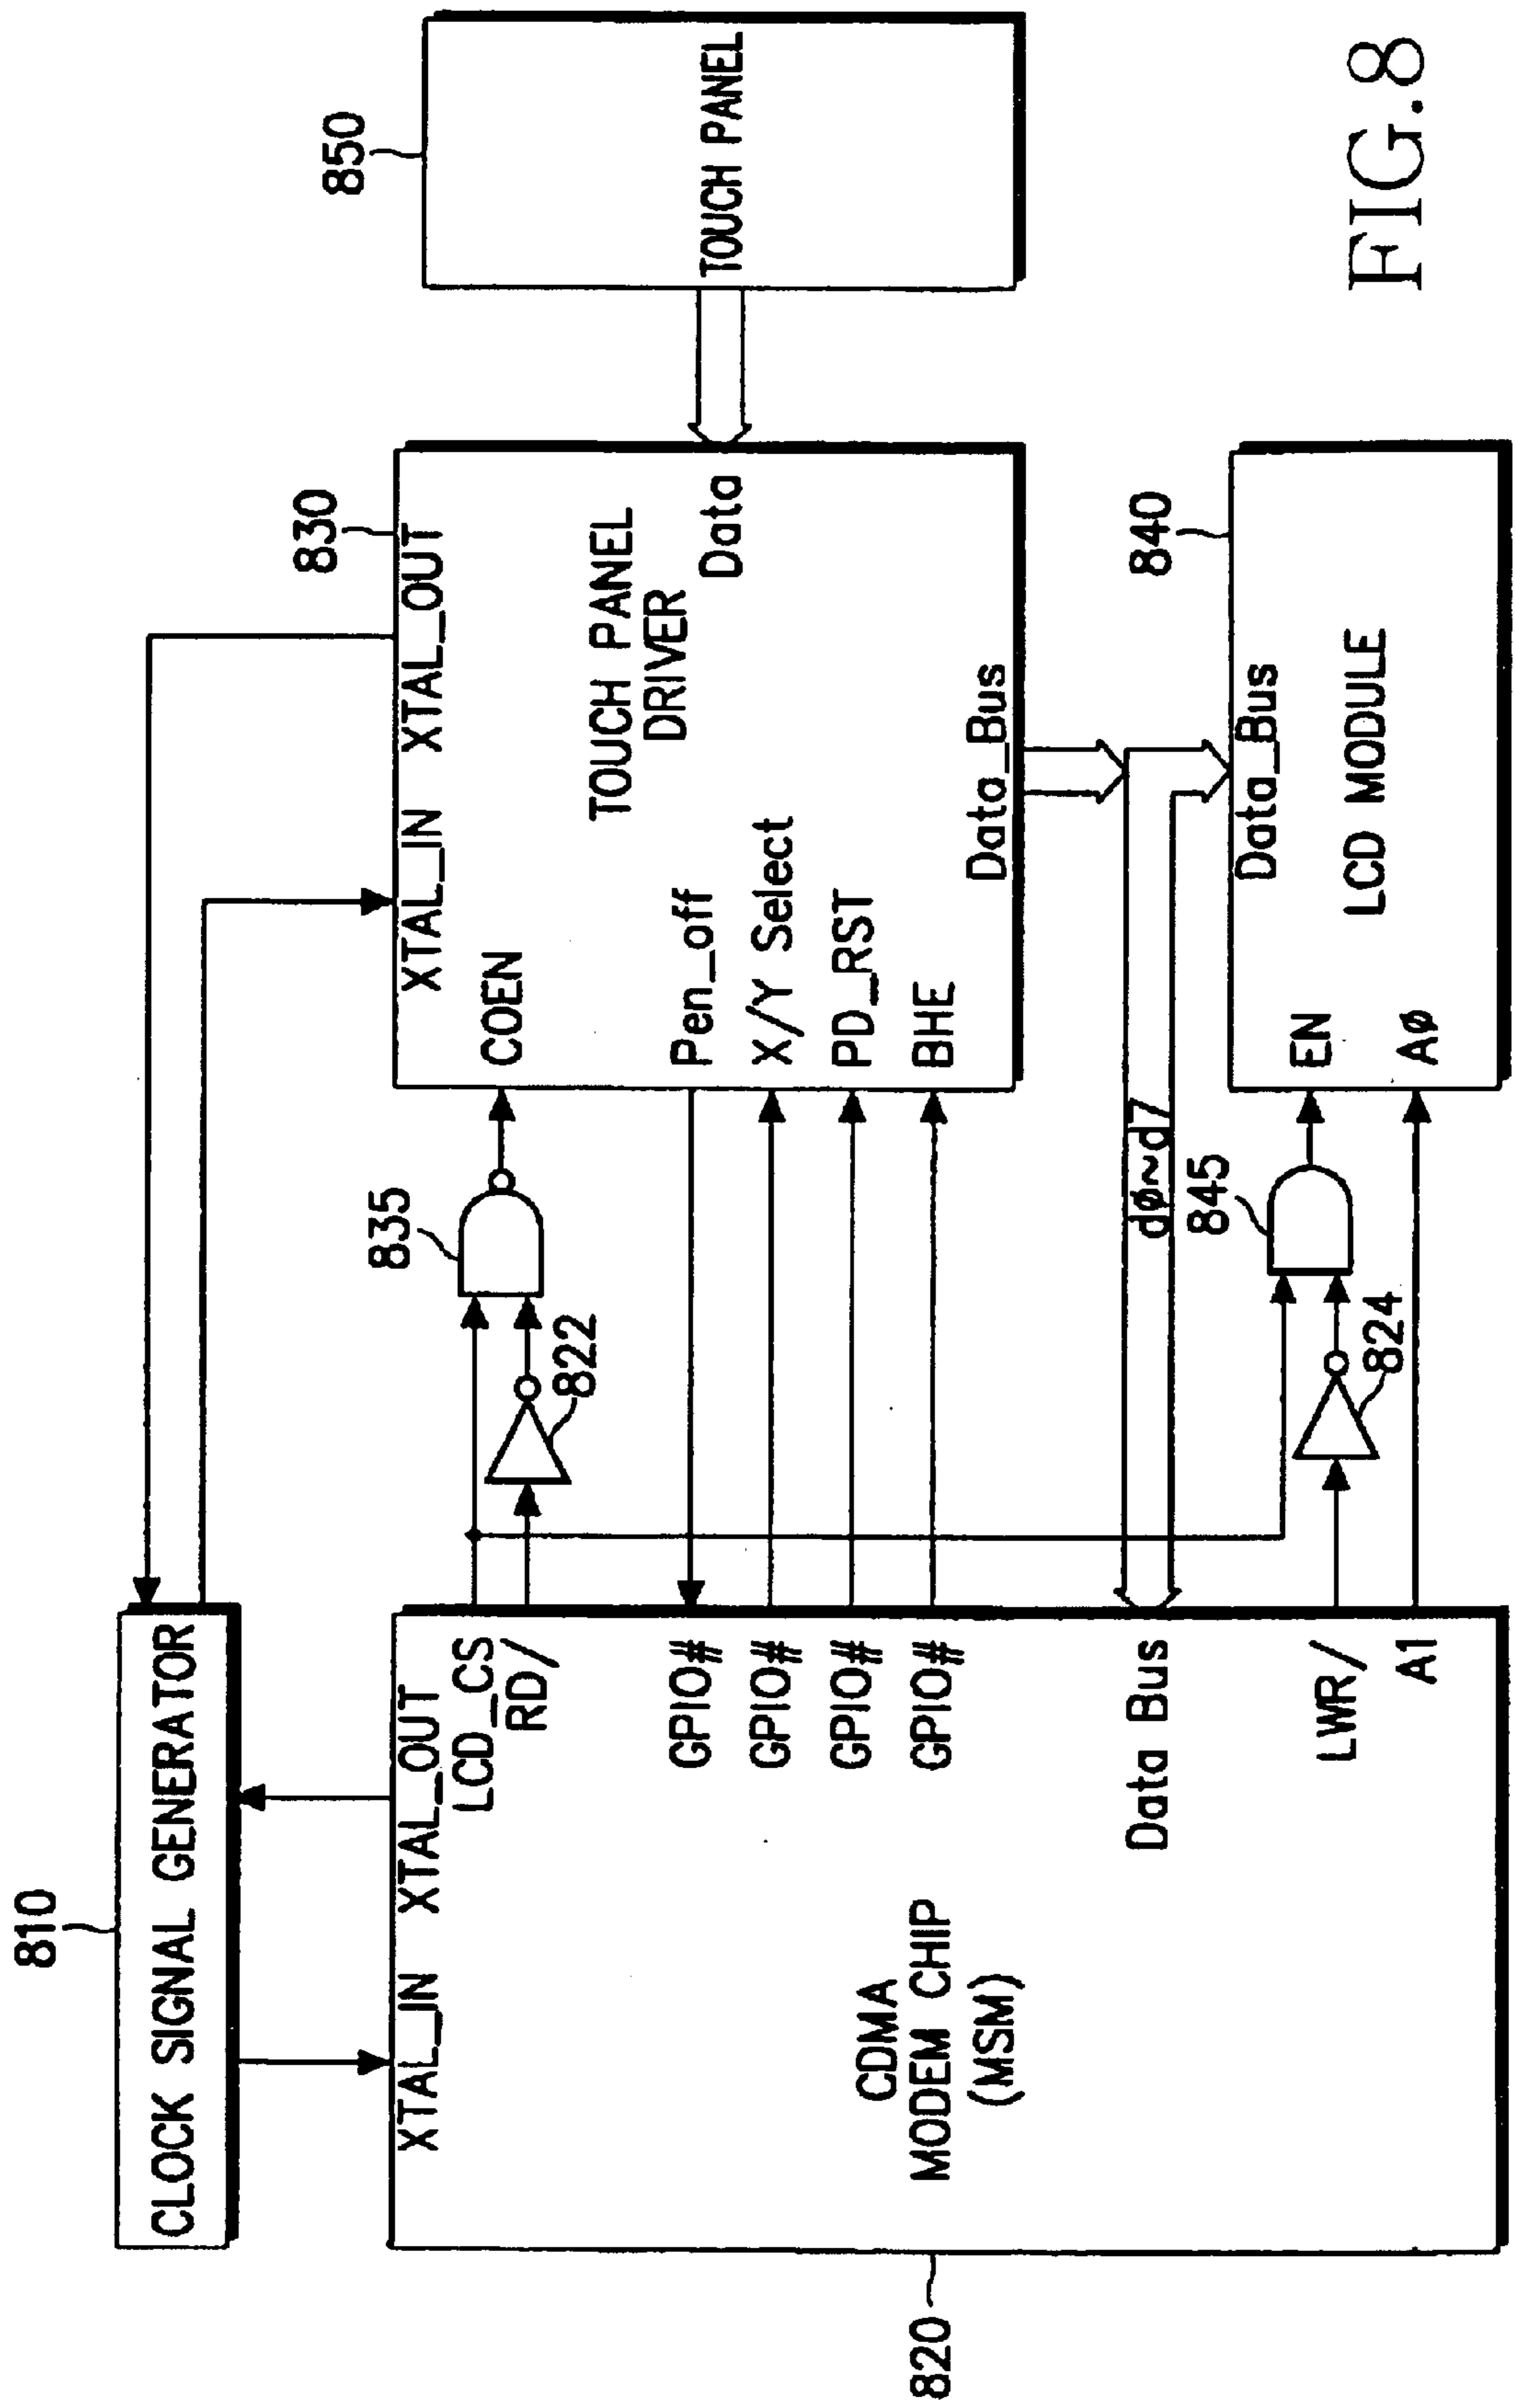 810
CLOCK SIGNAL GENERATOR
820
XTAL_IN XTAL_OUT
LCD_CS
RD/
GPIO#
GPIO#
GPIO#
GPIO#
Data Bus
LWR/
A1
CDMA
MODEM CHIP
(MSM)
822
835
824
845
dø~d7
830
XTAL_IN XTAL_OUT
COEN
TOUCH PANEL
DRIVER
Pen_off
X/Y Select
PD_RST
BHE
Data
Data_Bus
840
Data_Bus
EN
LCD MODULE
Aø
850
TOUCH PANEL
FIG.8